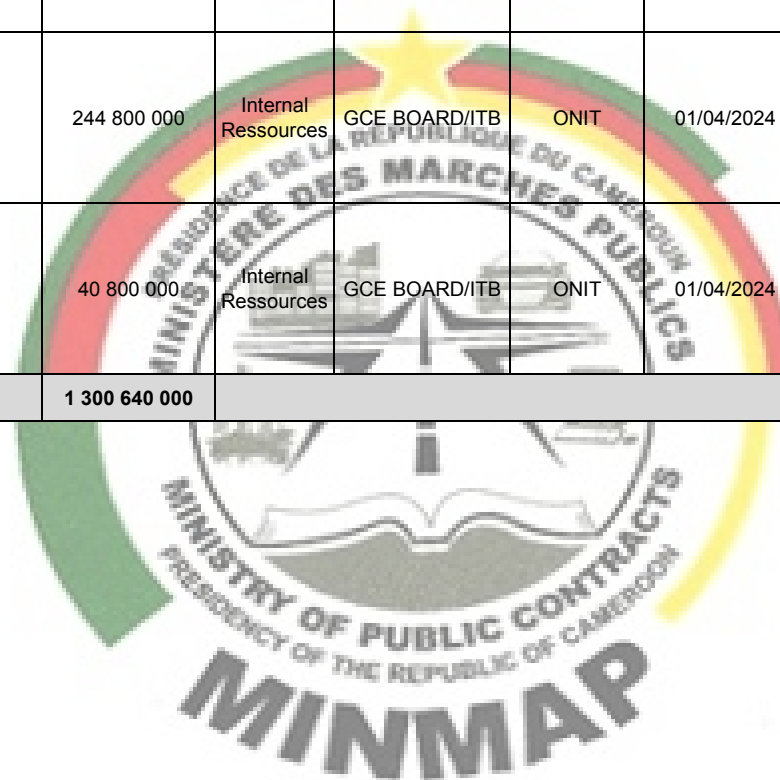 244 800 000 Internal Ressources GCE BOARD/ITB ONIT 01/04/2024
40 800 000 Internal Ressources GCE BOARD/ITB ONIT 01/04/2024
1 300 640 000
PRÉSIDENCE DE LA RÉPUBLIQUE DU CAMEROUN
MINISTERE DES MARCHES PUBLICS
MINISTRY OF PUBLIC CONTRACTS
PRESIDENCY OF THE REPUBLIC OF CAMEROON
MINMAP